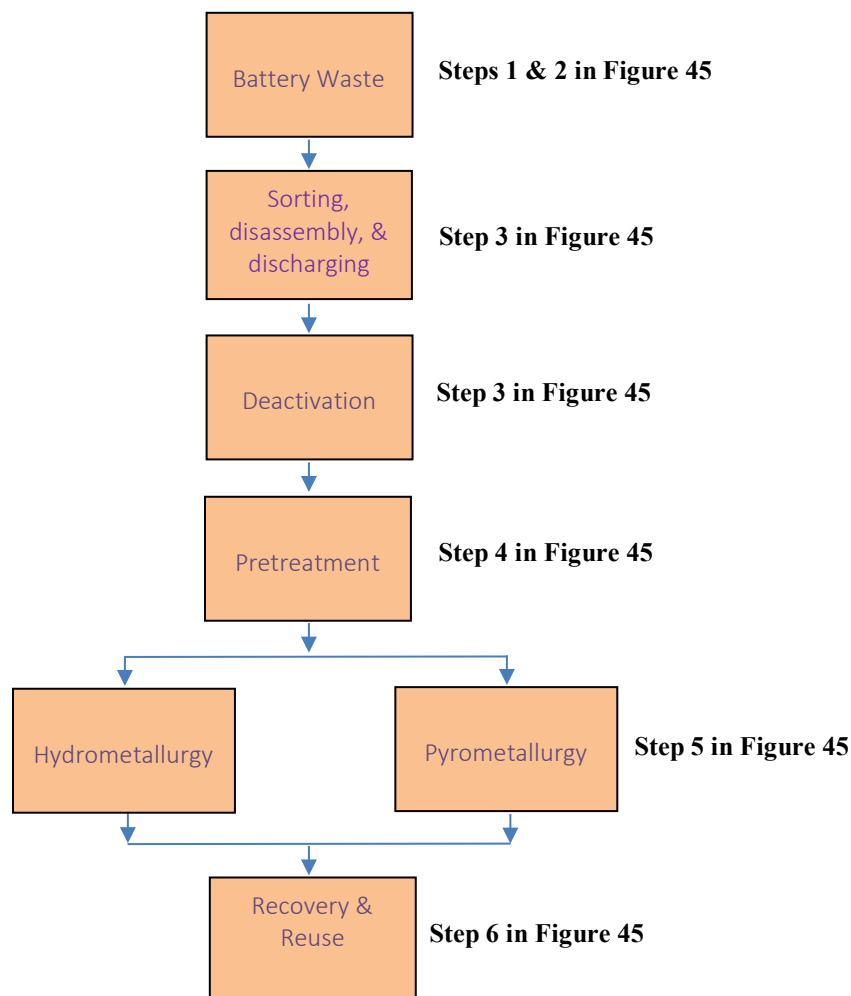 Battery Waste
Steps 1 & 2 in Figure 45
Sorting,
disassembly, &
discharging
Step 3 in Figure 45
Deactivation
Step 3 in Figure 45
Pretreatment
Step 4 in Figure 45
Hydrometallurgy
Pyrometallurgy
Step 5 in Figure 45
Recovery &
Reuse
Step 6 in Figure 45